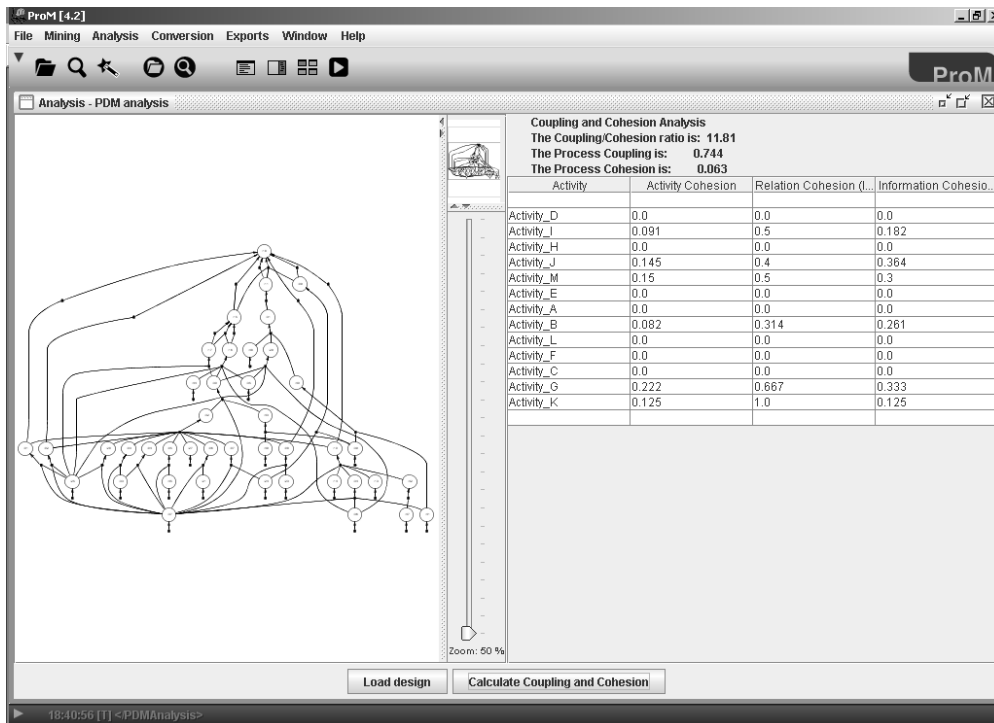 ProM [4.2]
File Mining Analysis Conversion Exports Window Help
ProM
Analysis - PDM analysis
Coupling and Cohesion Analysis
The Coupling/Cohesion ratio is: 11.81
The Process Coupling is: 0.744
The Process Cohesion is: 0.063
Activity Activity Cohesion Relation Cohesion (I... Information Cohesio...
Activity_D 0.0 0.0 0.0
Activity_I 0.091 0.5 0.182
Activity_H 0.0 0.0 0.0
Activity_J 0.145 0.4 0.364
Activity_M 0.15 0.5 0.3
Activity_E 0.0 0.0 0.0
Activity_A 0.0 0.0 0.0
Activity_B 0.082 0.314 0.261
Activity_L 0.0 0.0 0.0
Activity_F 0.0 0.0 0.0
Activity_C 0.0 0.0 0.0
Activity_G 0.222 0.667 0.333
Activity_K 0.125 1.0 0.125
Zoom: 50 %
Load design Calculate Coupling and Cohesion
18:40:56 [T] </PDMAnalysis>